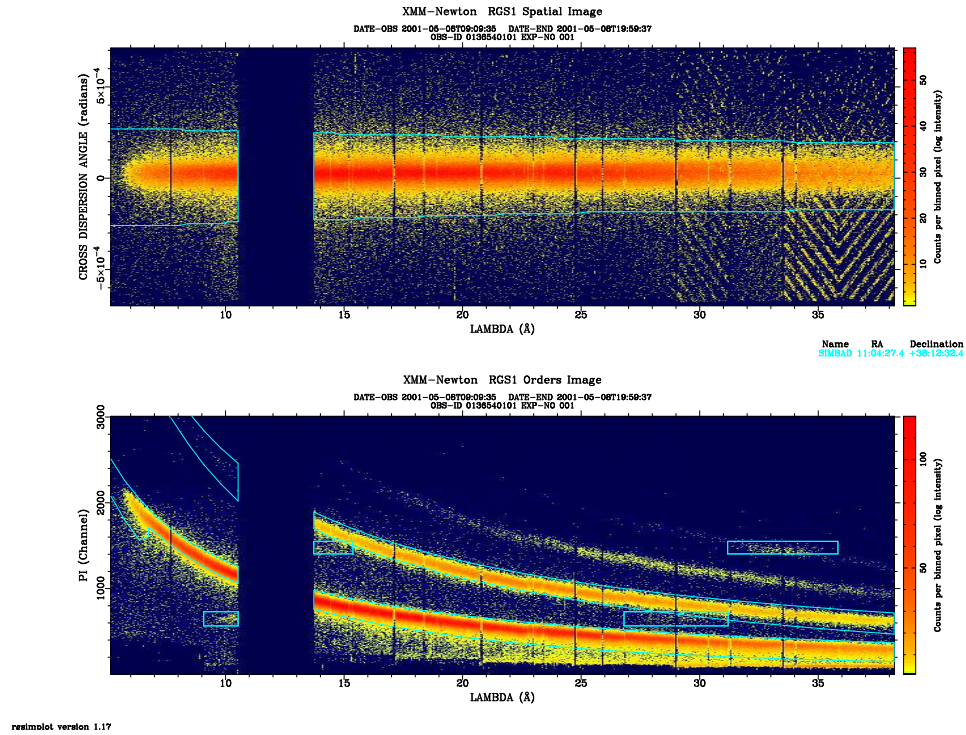 XMM-Newton RGS1 Spatial Image
DATE-OBS 2001-05-08T09:09:35 DATE-END 2001-05-08T19:59:37
OBS-ID 0136540101 EXP-NO 001
CROSS DISPERSION ANGLE (radians)
5×10⁻⁴
0
−5×10⁻⁴
10 15 20 25 30 35
LAMBDA (Å)
10 20 30 40 50
Counts per binned pixel (log intensity)
Name RA Declination
SIMBAD 11:04:27.4 +38:12:32.4
XMM-Newton RGS1 Orders Image
DATE-OBS 2001-05-08T09:09:35 DATE-END 2001-05-08T19:59:37
OBS-ID 0136540101 EXP-NO 001
PI (Channel)
3000
2000
1000
10 15 20 25 30 35
LAMBDA (Å)
50 100
Counts per binned pixel (log intensity)
rgsimplot version 1.17